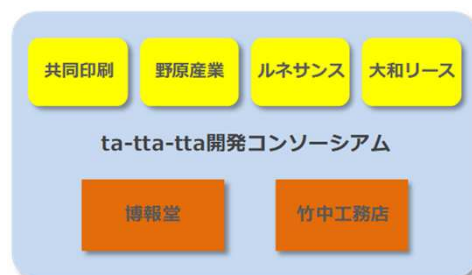 共同印刷 野原産業 ルネサンス 大和リース
ta-tta-tta開発コンソーシアム
博報堂 竹中工務店